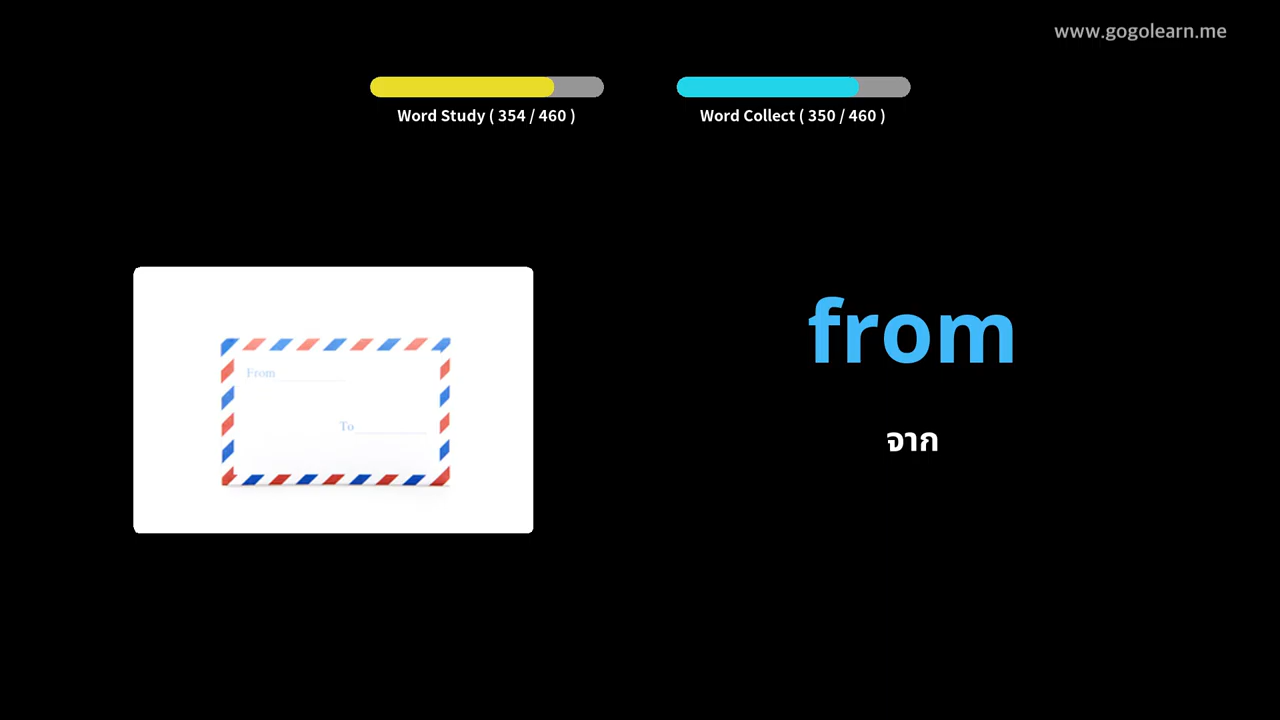 www.gogolearn.me
Word Study ( 354 / 460 )
Word Collect ( 350 / 460 )
From
To
from
จาก